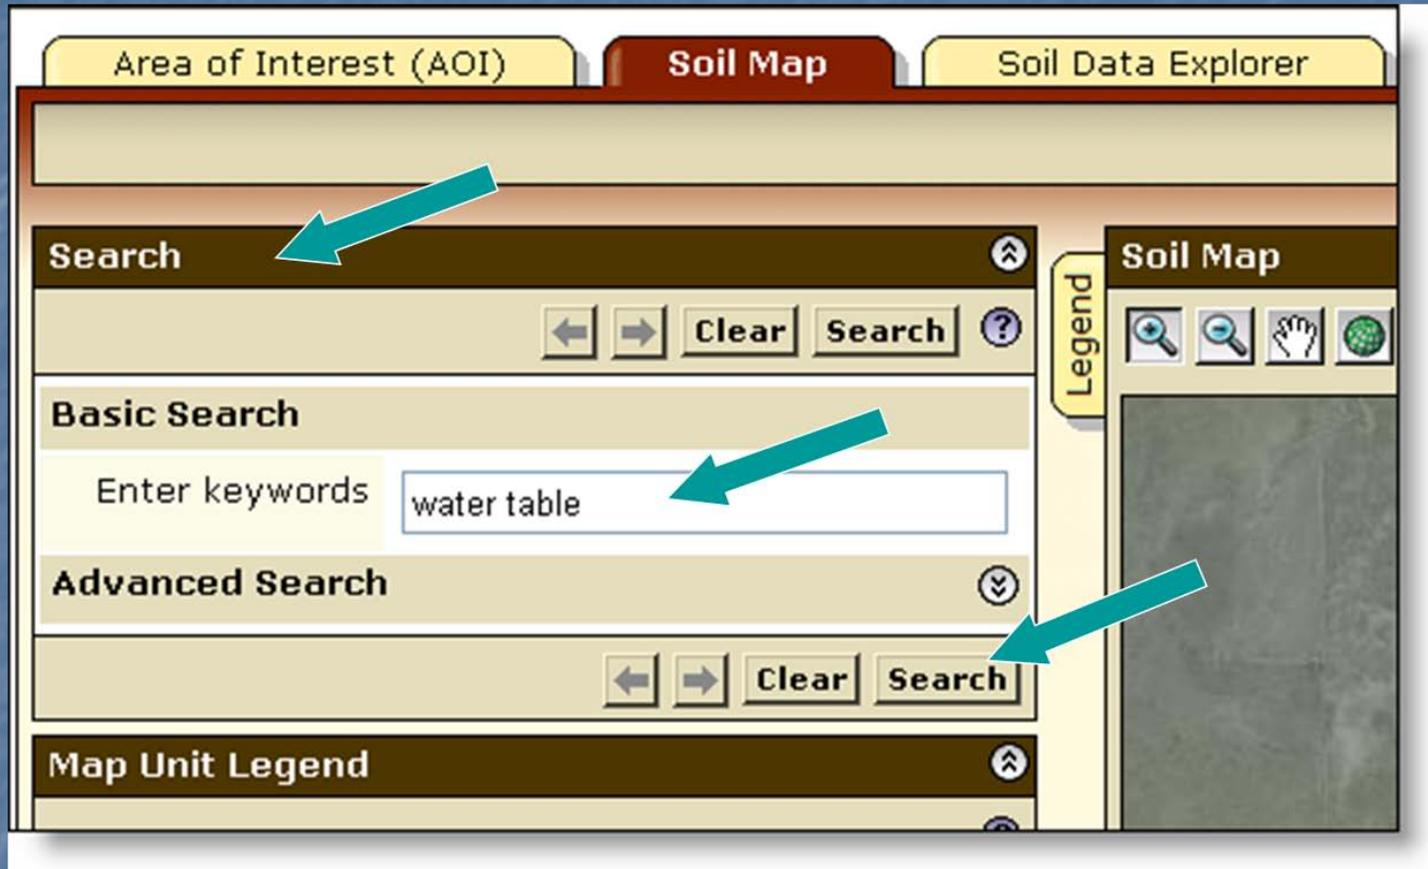 Area of Interest (AOI)
Soil Map
Soil Data Explorer
Search
Clear
Search
?
Basic Search
Enter keywords
water table
Advanced Search
Clear
Search
Map Unit Legend
Legend
Soil Map